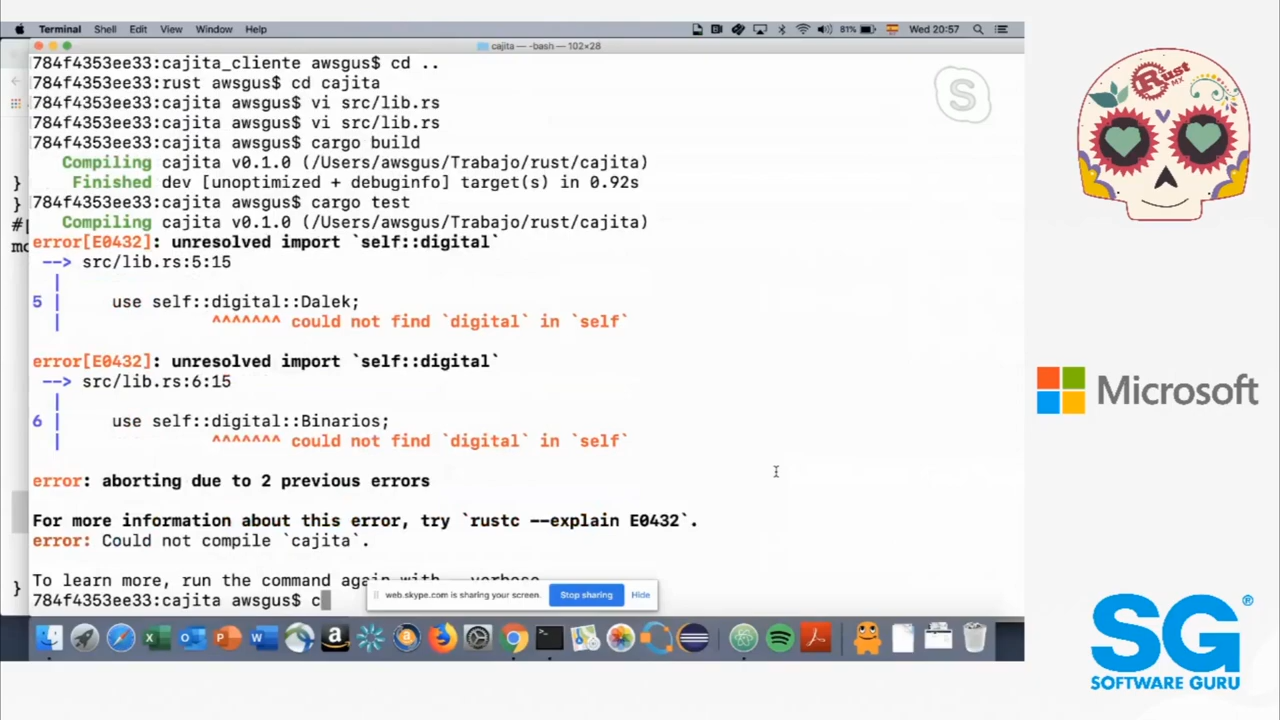 Terminal Shell Edit View Window Help 81% Wed 20:57
cajita — -bash — 102×28
784f4353ee33:cajita_cliente awsgus$ cd ..
784f4353ee33:rust awsgus$ cd cajita
784f4353ee33:cajita awsgus$ vi src/lib.rs
784f4353ee33:cajita awsgus$ vi src/lib.rs
784f4353ee33:cajita awsgus$ cargo build
Compiling cajita v0.1.0 (/Users/awsgus/Trabajo/rust/cajita)
Finished dev [unoptimized + debuginfo] target(s) in 0.92s
784f4353ee33:cajita awsgus$ cargo test
Compiling cajita v0.1.0 (/Users/awsgus/Trabajo/rust/cajita)
error[E0432]: unresolved import `self::digital`
--> src/lib.rs:5:15
|
5 | use self::digital::Dalek;
| ^^^^^^^ could not find `digital` in `self`
error[E0432]: unresolved import `self::digital`
--> src/lib.rs:6:15
|
6 | use self::digital::Binarios;
| ^^^^^^^ could not find `digital` in `self`
error: aborting due to 2 previous errors
For more information about this error, try `rustc --explain E0432`.
error: Could not compile `cajita`.
To learn more, run the command again with --verbose.
784f4353ee33:cajita awsgus$ c
web.skype.com is sharing your screen. Stop sharing Hide
Rust MX
Microsoft
SG®
SOFTWARE GURU